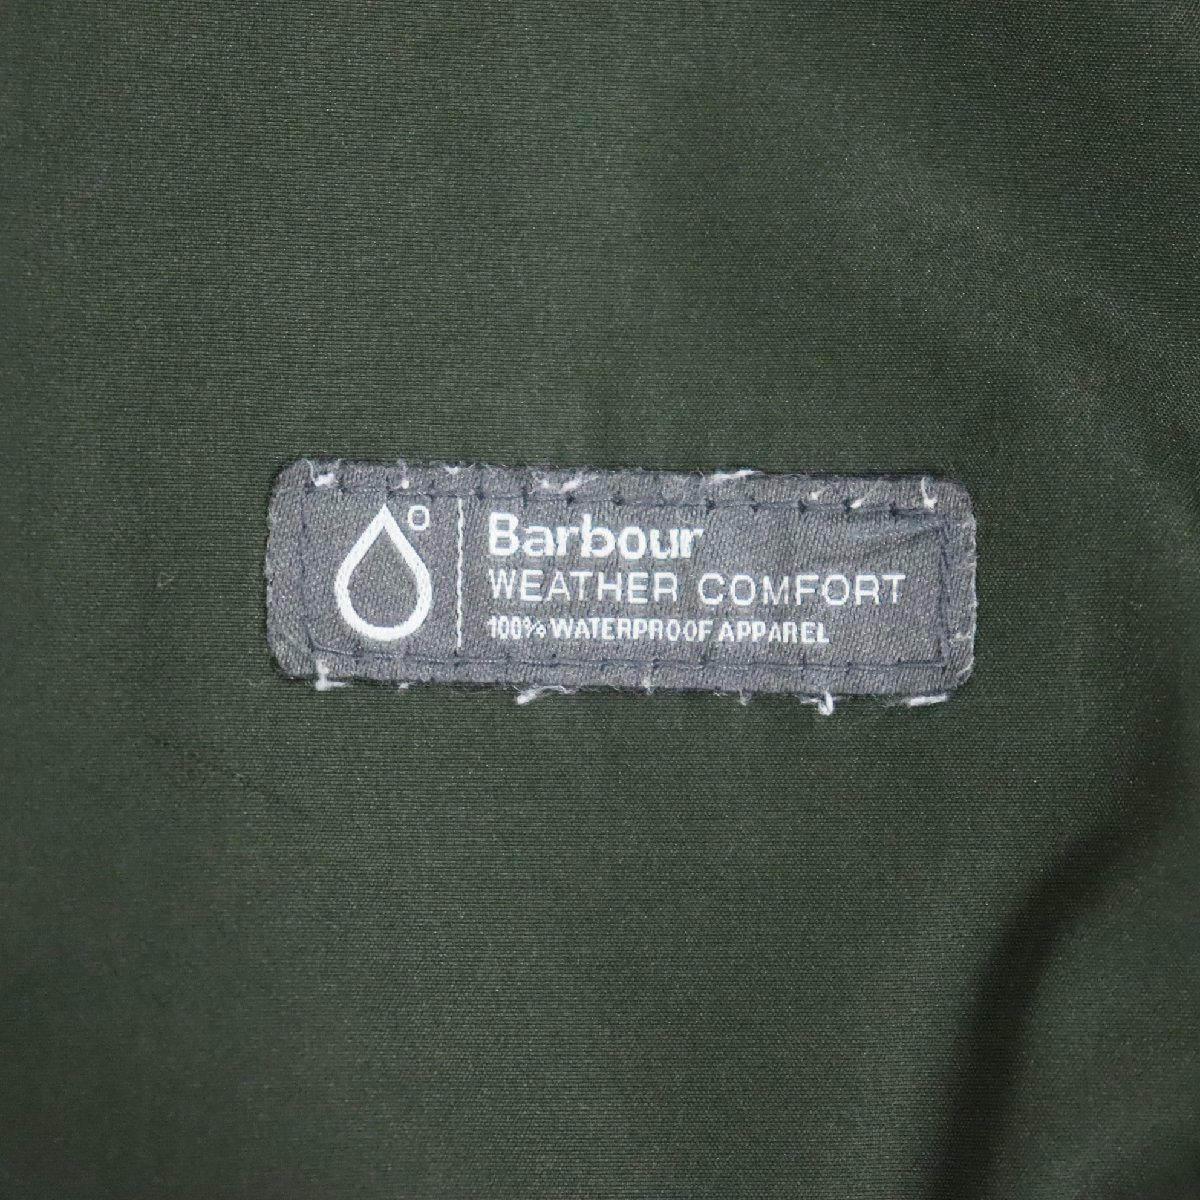 Barbour
WEATHER COMFORT
100% WATERPROOF APPAREL